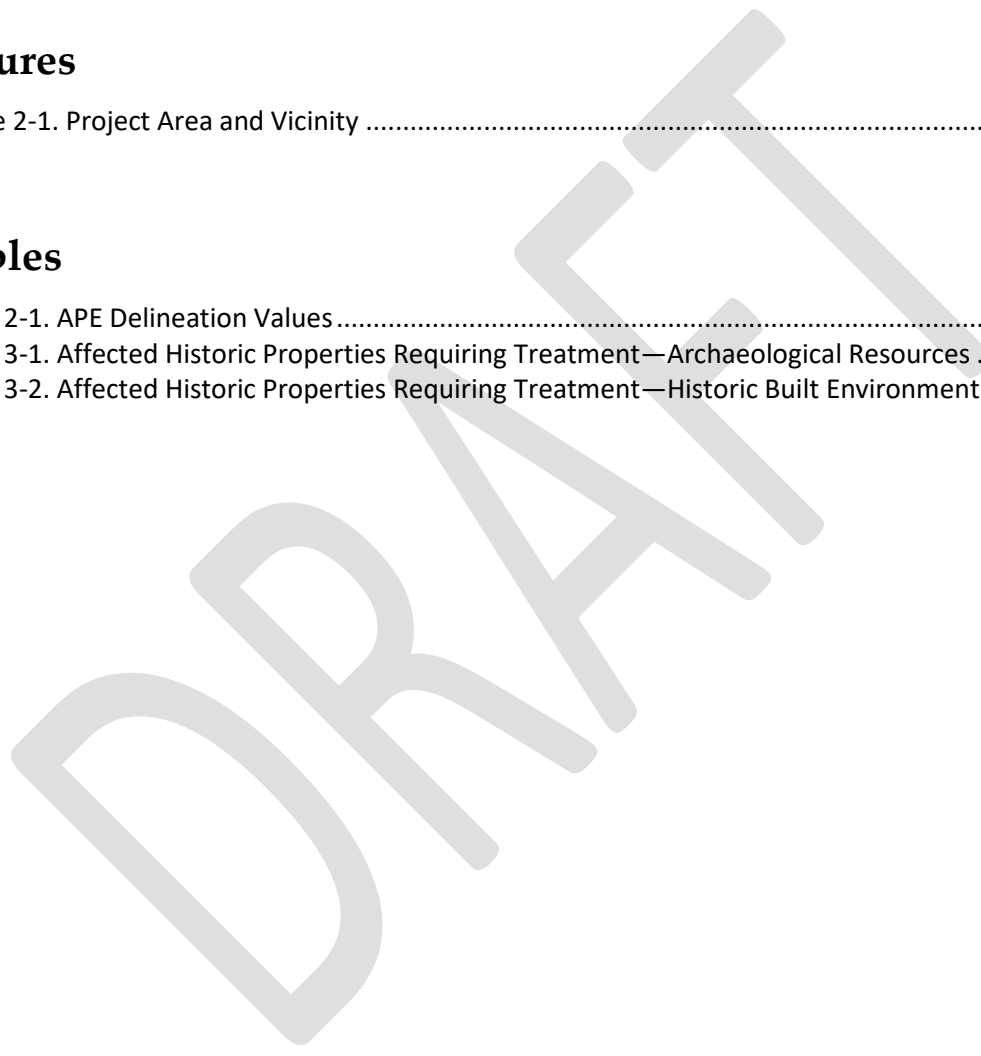 ures
e 2-1. Project Area and Vicinity ...........................................................................................
bles
2-1. APE Delineation Values ...............................................................................................
3-1. Affected Historic Properties Requiring Treatment—Archaeological Resources .
3-2. Affected Historic Properties Requiring Treatment—Historic Built Environment
DRAFT